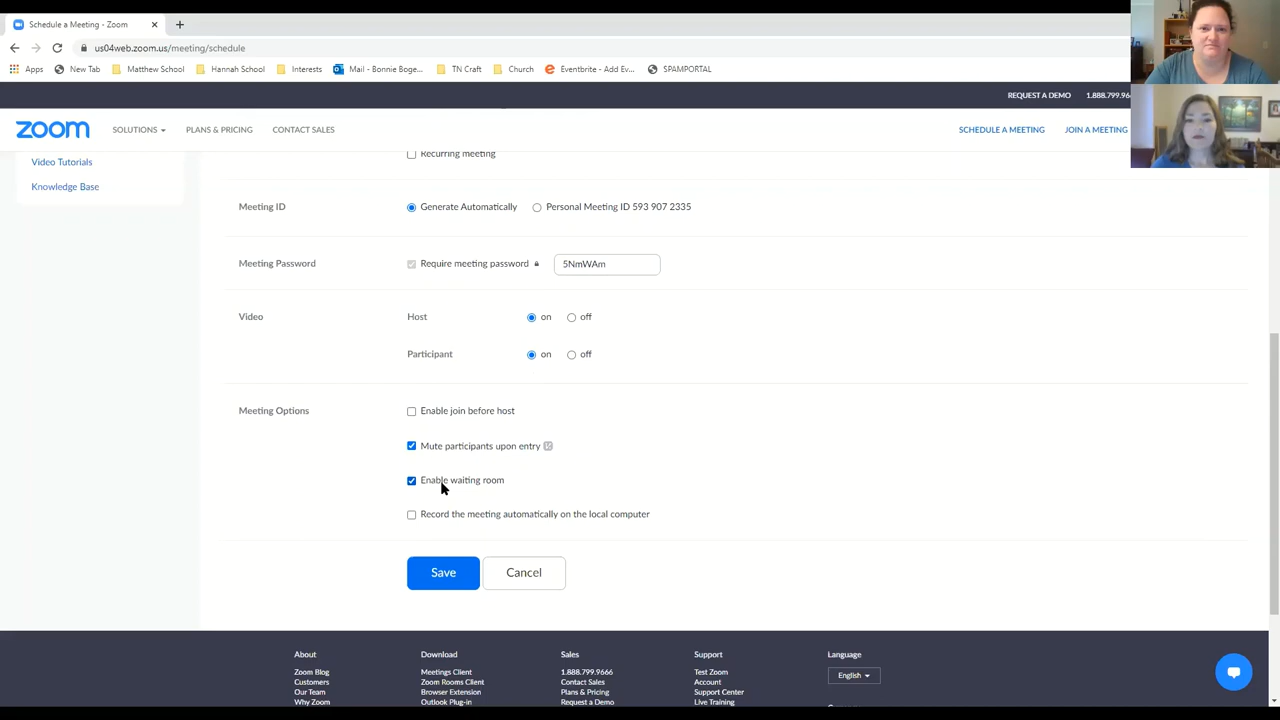 Schedule a Meeting - Zoom
us04web.zoom.us/meeting/schedule
Apps New Tab Matthew School Hannah School Interests Mail - Bonnie Boge... TN Craft Church Eventbrite - Add Ev... SPAMPORTAL
REQUEST A DEMO 1.888.799.96
zoom SOLUTIONS PLANS & PRICING CONTACT SALES SCHEDULE A MEETING JOIN A MEETING
Recurring meeting
Video Tutorials
Knowledge Base
Meeting ID Generate Automatically Personal Meeting ID 593 907 2335
Meeting Password Require meeting password 5NmWAm
Video Host on off
Participant on off
Meeting Options Enable join before host
Mute participants upon entry
Enable waiting room
Record the meeting automatically on the local computer
Save Cancel
About Download Sales Support Language
Zoom Blog Meetings Client 1.888.799.9666 Test Zoom English
Customers Zoom Rooms Client Contact Sales Account
Our Team Browser Extension Plans & Pricing Support Center
Why Zoom Outlook Plug-in Request a Demo Live Training